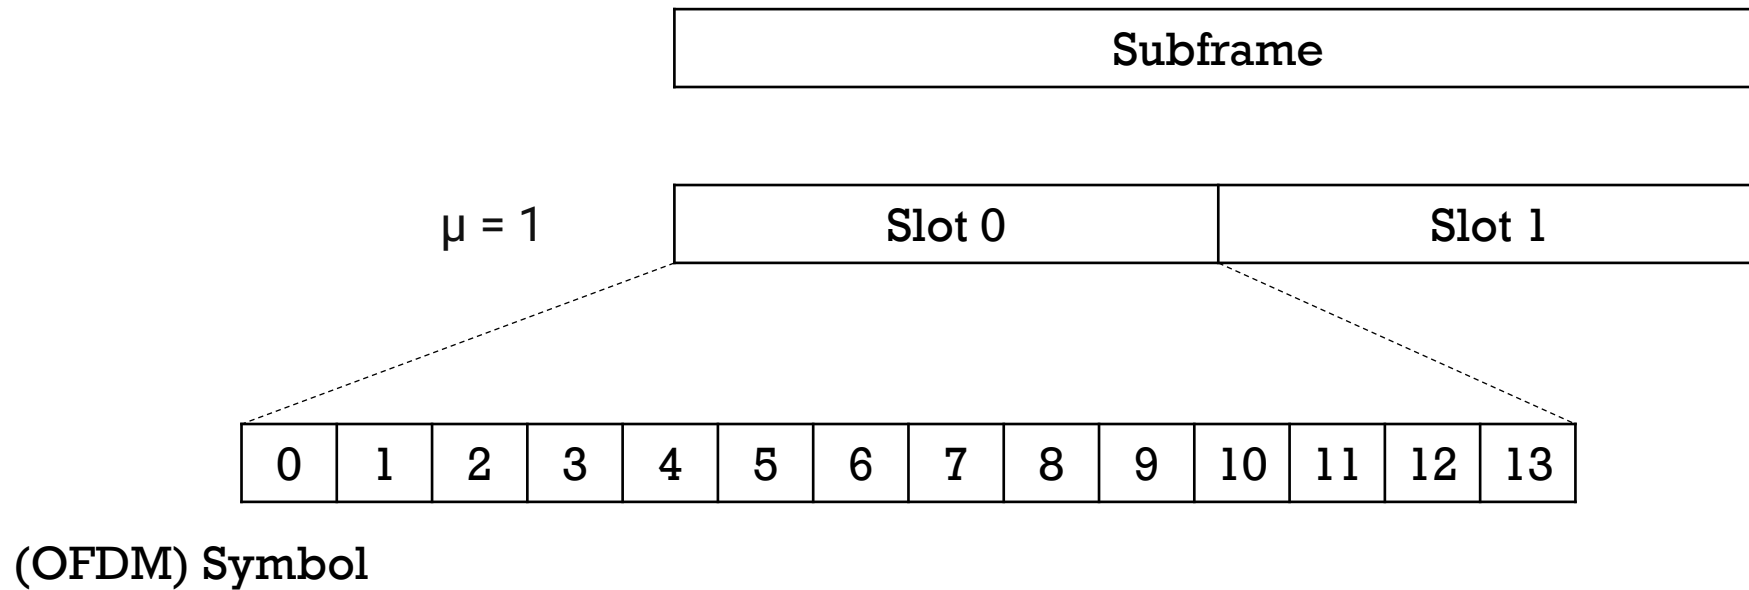 Subframe
μ = 1 Slot 0 Slot 1
0 1 2 3 4 5 6 7 8 9 10 11 12 13
(OFDM) Symbol